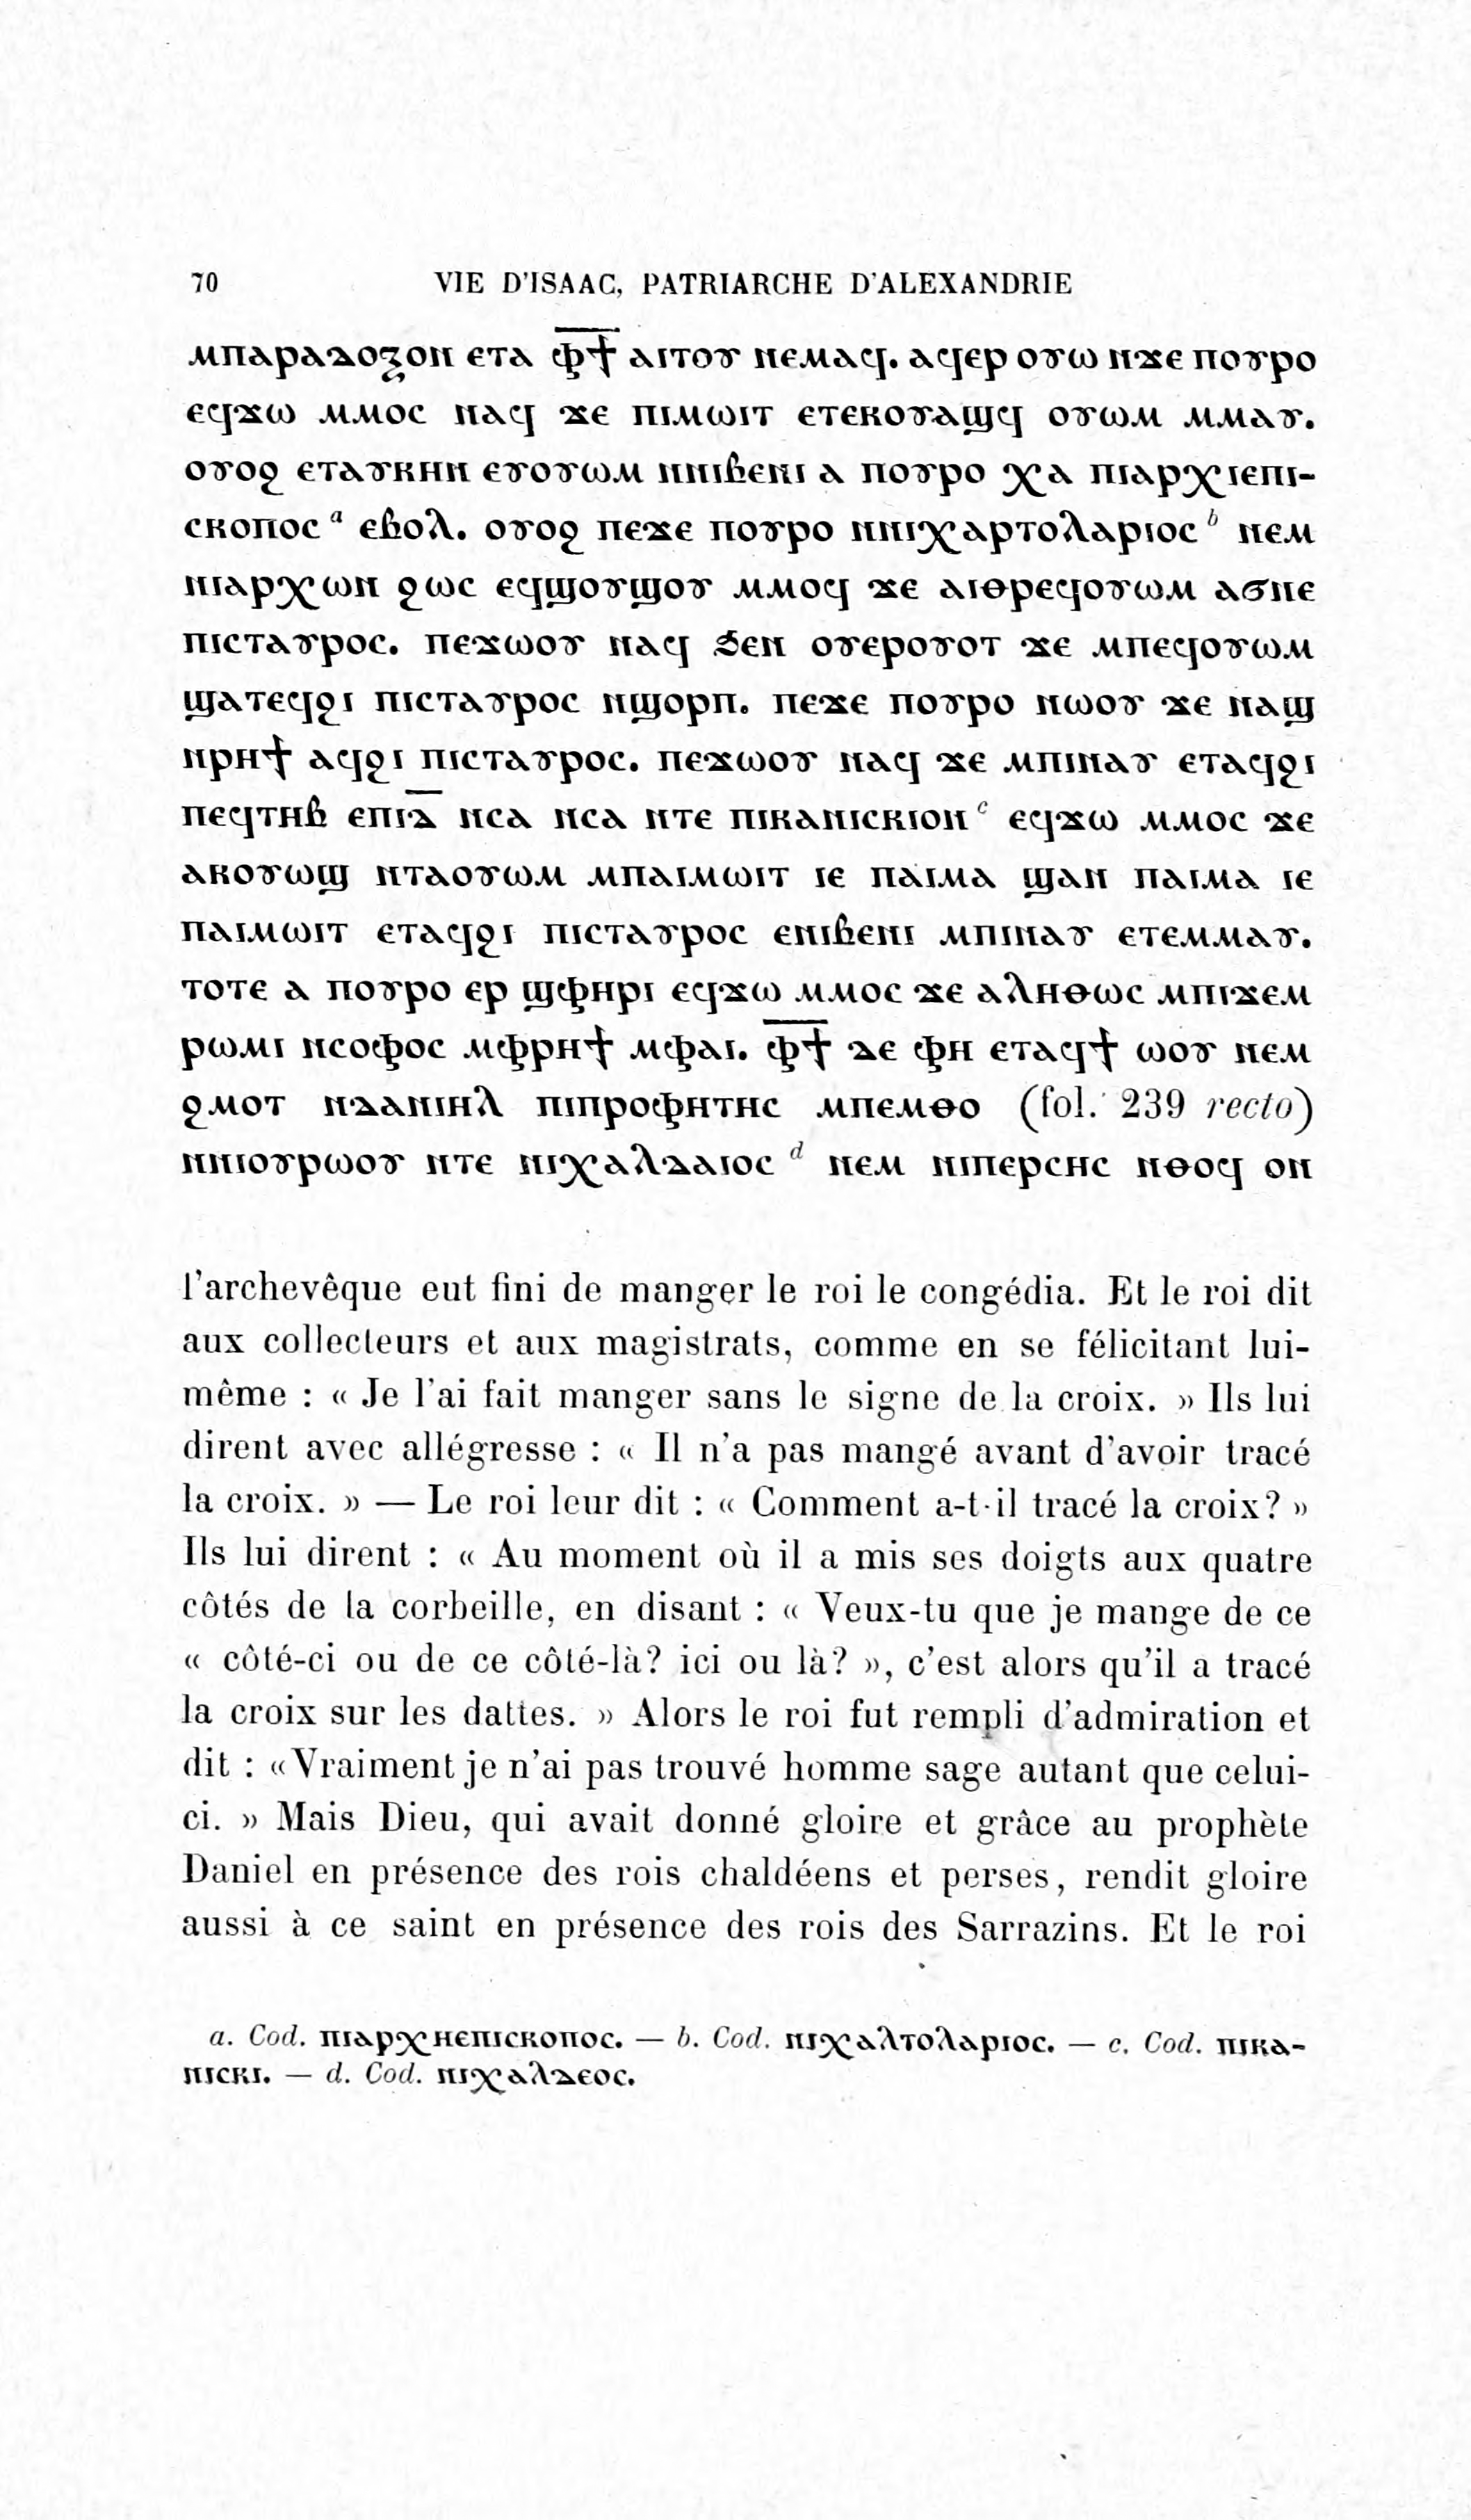 70 VIE D'ISAAC, PATRIARCHE D'ALEXANDRIE
ⲙⲡⲁⲣⲁⲇⲟⲝⲟⲛ ⲉⲧⲁ ⲫ̅ϯ̅ ⲁⲓⲧⲟⲩ ⲛⲉⲙⲁϥ. ⲁϥⲉⲣ ⲟⲩⲱ ⲛϫⲉ ⲡⲟⲩⲣⲟ
ⲉϥϫⲱ ⲙⲙⲟⲥ ⲛⲁϥ ϫⲉ ⲡⲓⲙⲱⲓⲧ ⲉⲧⲉⲕⲟⲩⲁϣϥ ⲟⲩⲱⲙ ⲙⲙⲁⲩ.
ⲟⲩⲟϩ ⲉⲧⲁⲩⲕⲏⲛ ⲉⲩⲟⲩⲱⲙ ⲛⲛⲓⲃⲉⲛⲓ ⲁ ⲡⲟⲩⲣⲟ ⲭⲁ ⲡⲓⲁⲣⲭⲓⲉⲡⲓ-
ⲥⲕⲟⲡⲟⲥ a ⲉⲃⲟⲗ. ⲟⲩⲟϩ ⲡⲉϫⲉ ⲡⲟⲩⲣⲟ ⲛⲛⲓⲭⲁⲣⲧⲟⲗⲁⲣⲓⲟⲥ b ⲛⲉⲙ
ⲛⲓⲁⲣⲭⲱⲛ ϩⲱⲥ ⲉϥϣⲟⲩϣⲟⲩ ⲙⲙⲟϥ ϫⲉ ⲁⲓⲑⲣⲉϥⲟⲩⲱⲙ ⲁϭⲛⲉ
ⲡⲓⲥⲧⲁⲩⲣⲟⲥ. ⲡⲉϫⲱⲟⲩ ⲛⲁϥ ϧⲉⲛ ⲟⲩⲉⲣⲟⲩⲟⲧ ϫⲉ ⲙⲡⲉϥⲟⲩⲱⲙ
ϣⲁⲧⲉϥϩⲓ ⲡⲓⲥⲧⲁⲩⲣⲟⲥ ⲛϣⲟⲣⲡ. ⲡⲉϫⲉ ⲡⲟⲩⲣⲟ ⲛⲱⲟⲩ ϫⲉ ⲛⲁϣ
ⲛⲣⲏϯ ⲁϥϩⲓ ⲡⲓⲥⲧⲁⲩⲣⲟⲥ. ⲡⲉϫⲱⲟⲩ ⲛⲁϥ ϫⲉ ⲙⲡⲓⲛⲁⲩ ⲉⲧⲁϥϩⲓ
ⲡⲉϥⲧⲏⲃ ⲉⲡⲓⲇ̅ ⲛⲥⲁ ⲛⲥⲁ ⲛⲧⲉ ⲡⲓⲕⲁⲛⲓⲥⲕⲓⲟⲛ c ⲉϥϫⲱ ⲙⲙⲟⲥ ϫⲉ
ⲁⲕⲟⲩⲱϣ ⲛⲧⲁⲟⲩⲱⲙ ⲙⲡⲁⲓⲙⲱⲓⲧ ⲓⲉ ⲡⲁⲓⲙⲁ ϣⲁⲛ ⲡⲁⲓⲙⲁ ⲓⲉ
ⲡⲁⲓⲙⲱⲓⲧ ⲉⲧⲁϥϩⲓ ⲡⲓⲥⲧⲁⲩⲣⲟⲥ ⲉⲛⲓⲃⲉⲛⲓ ⲙⲡⲓⲛⲁⲩ ⲉⲧⲉⲙⲙⲁⲩ.
ⲧⲟⲧⲉ ⲁ ⲡⲟⲩⲣⲟ ⲉⲣ ϣⲫⲏⲣⲓ ⲉϥϫⲱ ⲙⲙⲟⲥ ϫⲉ ⲁⲗⲏⲑⲱⲥ ⲙⲡⲓϫⲉⲙ
ⲣⲱⲙⲓ ⲛⲥⲟⲫⲟⲥ ⲙⲫⲣⲏϯ ⲙⲫⲁⲓ. ⲫ̅ϯ̅ ⲇⲉ ⲫⲏ ⲉⲧⲁϥϯ ⲱⲟⲩ ⲛⲉⲙ
ϩⲙⲟⲧ ⲛⲇⲁⲛⲓⲏⲗ ⲡⲓⲡⲣⲟⲫⲏⲧⲏⲥ ⲙⲡⲉⲙⲑⲟ (fol. 239 recto)
ⲛⲛⲓⲟⲩⲣⲱⲟⲩ ⲛⲧⲉ ⲛⲓⲭⲁⲗⲇⲁⲓⲟⲥ d ⲛⲉⲙ ⲛⲓⲡⲉⲣⲥⲏⲥ ⲛⲑⲟϥ ⲟⲛ
l'archevêque eut fini de manger le roi le congédia. Et le roi dit
aux collecteurs et aux magistrats, comme en se félicitant lui-
même : « Je l'ai fait manger sans le signe de la croix. » Ils lui
dirent avec allégresse : « Il n'a pas mangé avant d'avoir tracé
la croix. » — Le roi leur dit : « Comment a-t-il tracé la croix? »
Ils lui dirent : « Au moment où il a mis ses doigts aux quatre
côtés de la corbeille, en disant : « Veux-tu que je mange de ce
« côté-ci ou de ce côté-là? ici ou là? », c'est alors qu'il a tracé
la croix sur les dattes. » Alors le roi fut rempli d'admiration et
dit : « Vraiment je n'ai pas trouvé homme sage autant que celui-
ci. » Mais Dieu, qui avait donné gloire et grâce au prophète
Daniel en présence des rois chaldéens et perses, rendit gloire
aussi à ce saint en présence des rois des Sarrazins. Et le roi
a. Cod. ⲡⲓⲁⲣⲭⲏⲉⲡⲓⲥⲕⲟⲡⲟⲥ. — b. Cod. ⲛⲓⲭⲁⲗⲧⲟⲗⲁⲣⲓⲟⲥ. — c. Cod. ⲡⲓⲕⲁ-
ⲛⲓⲥⲕⲓ. — d. Cod. ⲛⲓⲭⲁⲗⲇⲉⲟⲥ.